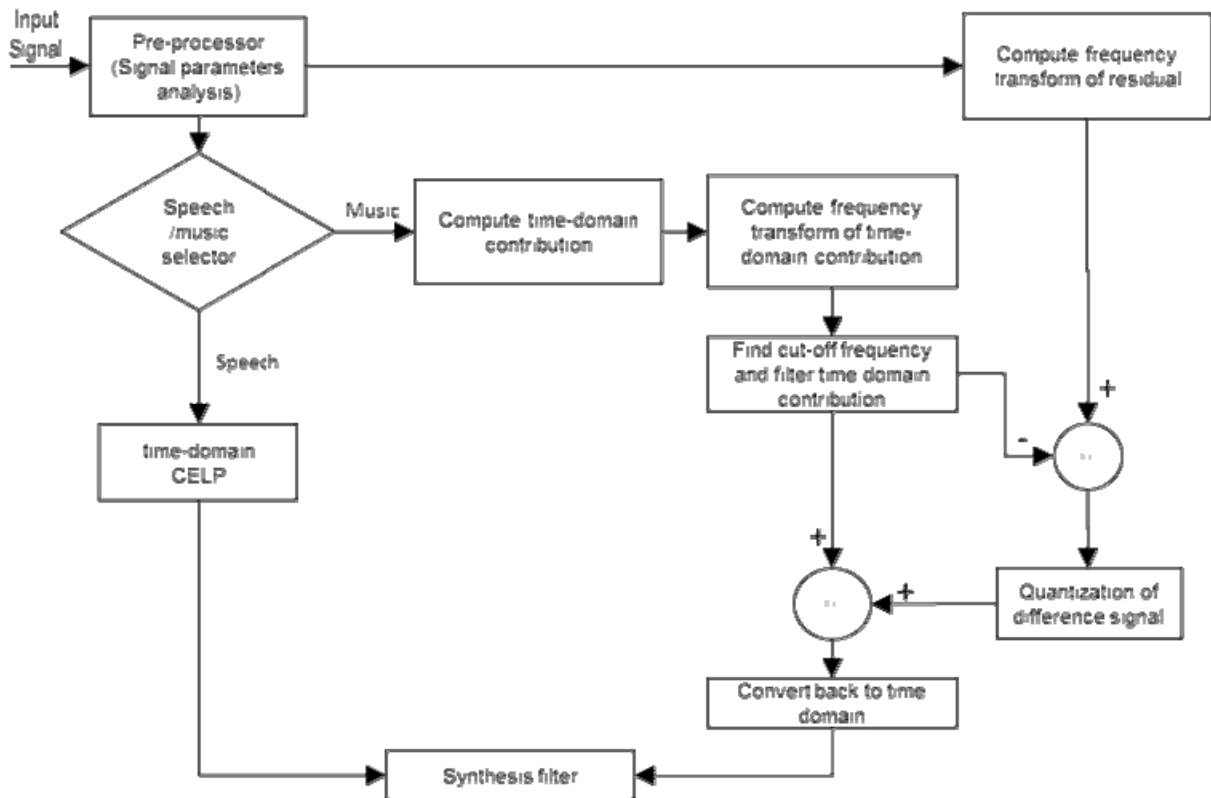 Input
Signal
Pre-processor
(Signal parameters
analysis)
Compute frequency
transform of residual
Speech
/music
selector
Music
Compute time-domain
contribution
Compute frequency
transform of time-
domain contribution
Speech
Find cut-off frequency
and filter time domain
contribution
+
-
time-domain
CELP
+
+
Quantization of
difference signal
Convert back to time
domain
Synthesis filter